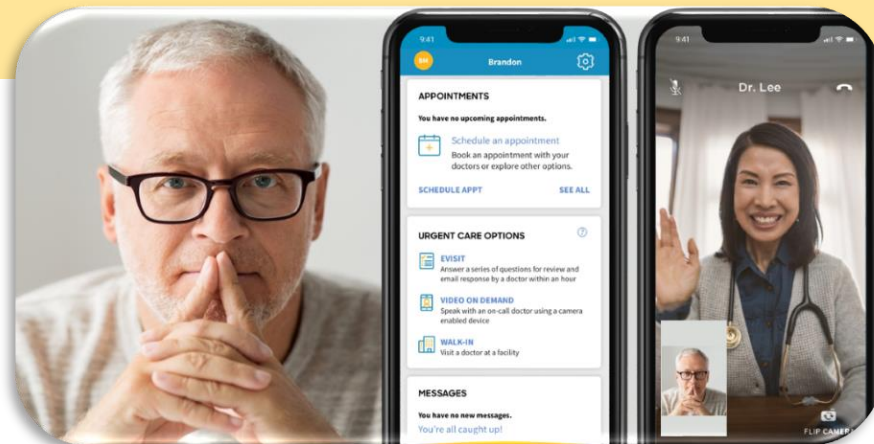 9:41
BM
Brandon
APPOINTMENTS
You have no upcoming appointments.
Schedule an appointment
Book an appointment with your
doctors or explore other options.
SCHEDULE APPT SEE ALL
URGENT CARE OPTIONS ?
EVISIT
Answer a series of questions for review and
email response by a doctor within an hour
VIDEO ON DEMAND
Speak with an on-call doctor using a camera
enabled device
WALK-IN
Visit a doctor at a facility
MESSAGES
You have no new messages.
You're all caught up!
9:41
Dr. Lee
FLIP CAMERA